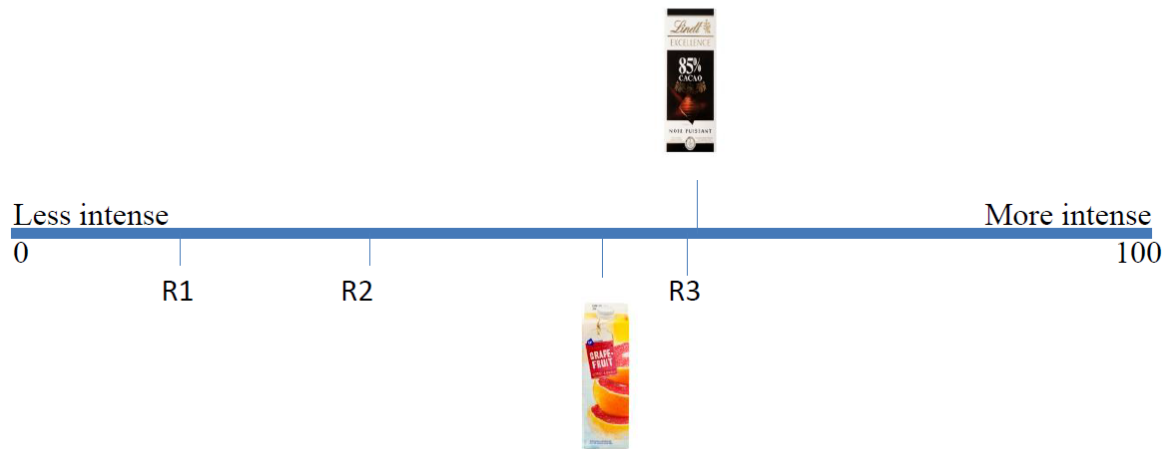 Lindt
EXCELLENCE
85%
CACAO
NOIR PUISSANT
Less intense
More intense
0
100
R1
R2
R3
GRAPE-
FRUIT